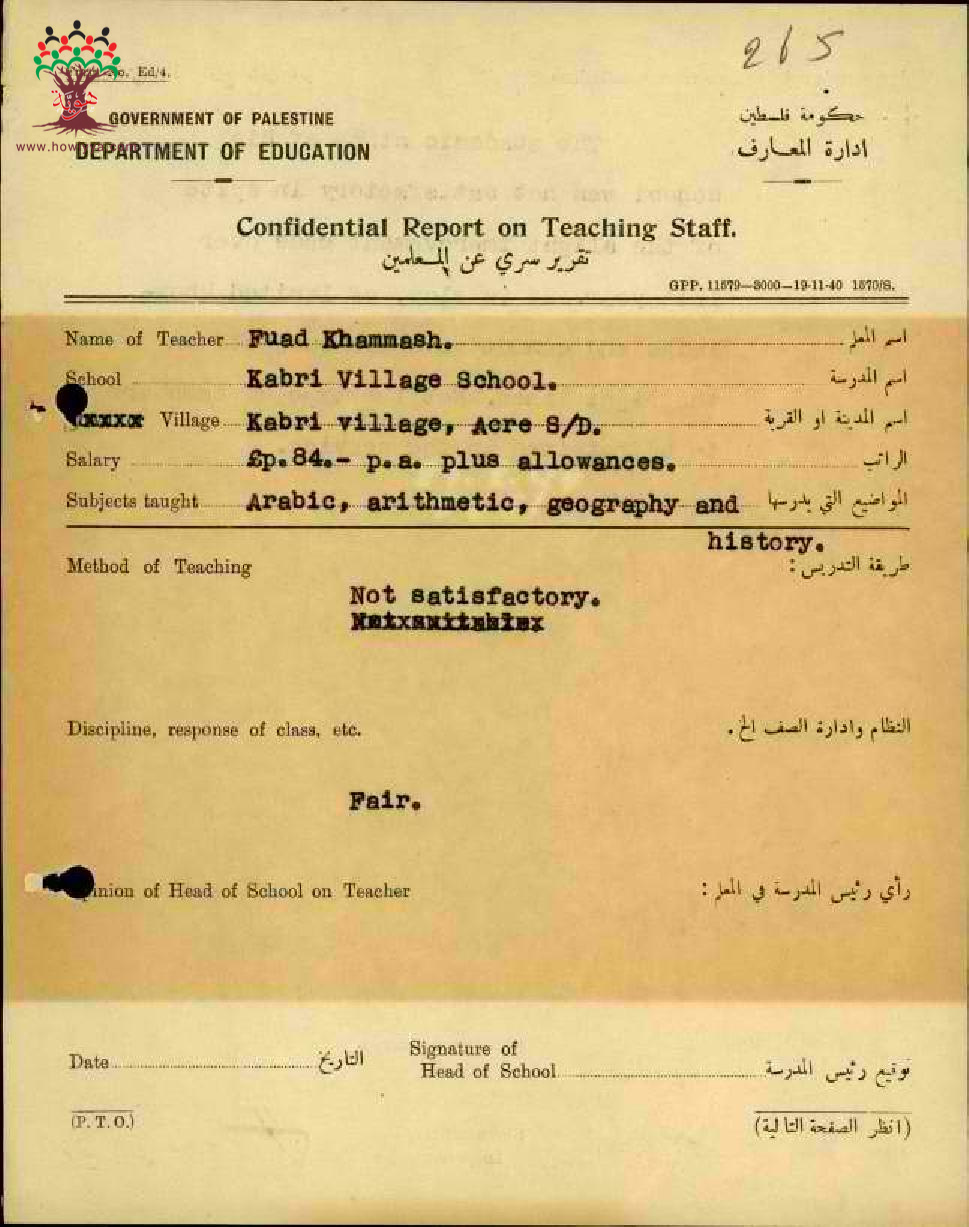 265
Form No. Ed/4.
GOVERNMENT OF PALESTINE
DEPARTMENT OF EDUCATION
حكومة فلسطين
ادارة المعارف
Confidential Report on Teaching Staff.
تقرير سري عن المعلمين
GPP. 11679—3000—19-11-40 1670/S.
Name of Teacher Fuad Khammash. اسم المعلم
School Kabri Village School. اسم المدرسة
Village Kabri village, Acre S/D. اسم المدينة او القرية
Salary £p.84.- p.a. plus allowances. الراتب
Subjects taught Arabic, arithmetic, geography and المواضيع التي يدرسها
history.
Method of Teaching طريقة التدريس :
Not satisfactory.
Discipline, response of class, etc. النظام وادارة الصف الخ .
Fair.
inion of Head of School on Teacher رأي رئيس المدرسة في المعلم :
Date التاريخ Signature of
Head of School توقيع رئيس المدرسة
(P. T. O.) (انظر الصفحة التالية)